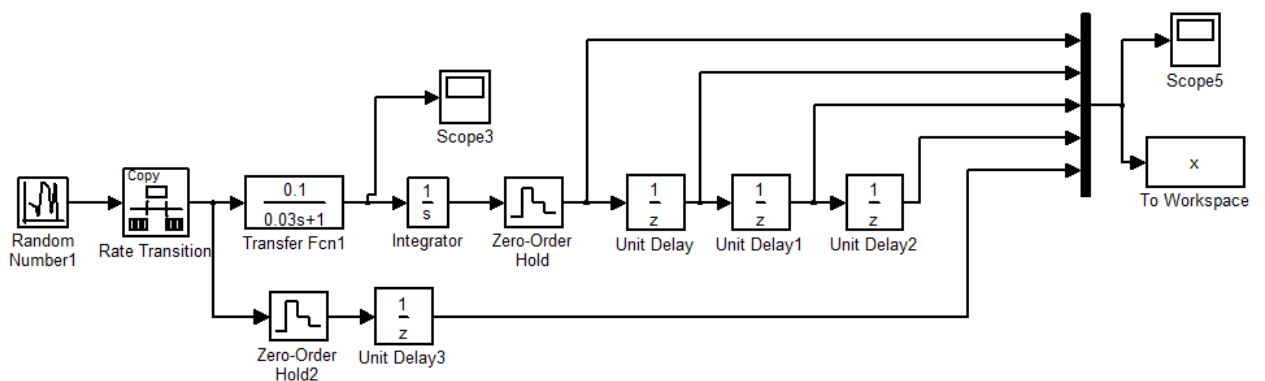 Scope5
Scope3
x
To Workspace
Random
Number1
Copy
Rate Transition
0.1
0.03s+1
Transfer Fcn1
1
s
Integrator
Zero-Order
Hold
1
z
Unit Delay
1
z
Unit Delay1
1
z
Unit Delay2
Zero-Order
Hold2
1
z
Unit Delay3